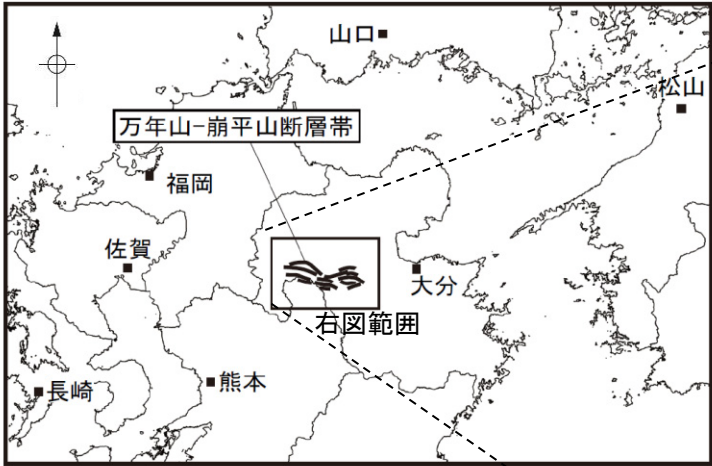 山口
松山
万年山−崩平山断層帯
福岡
佐賀
大分
右図範囲
長崎
熊本